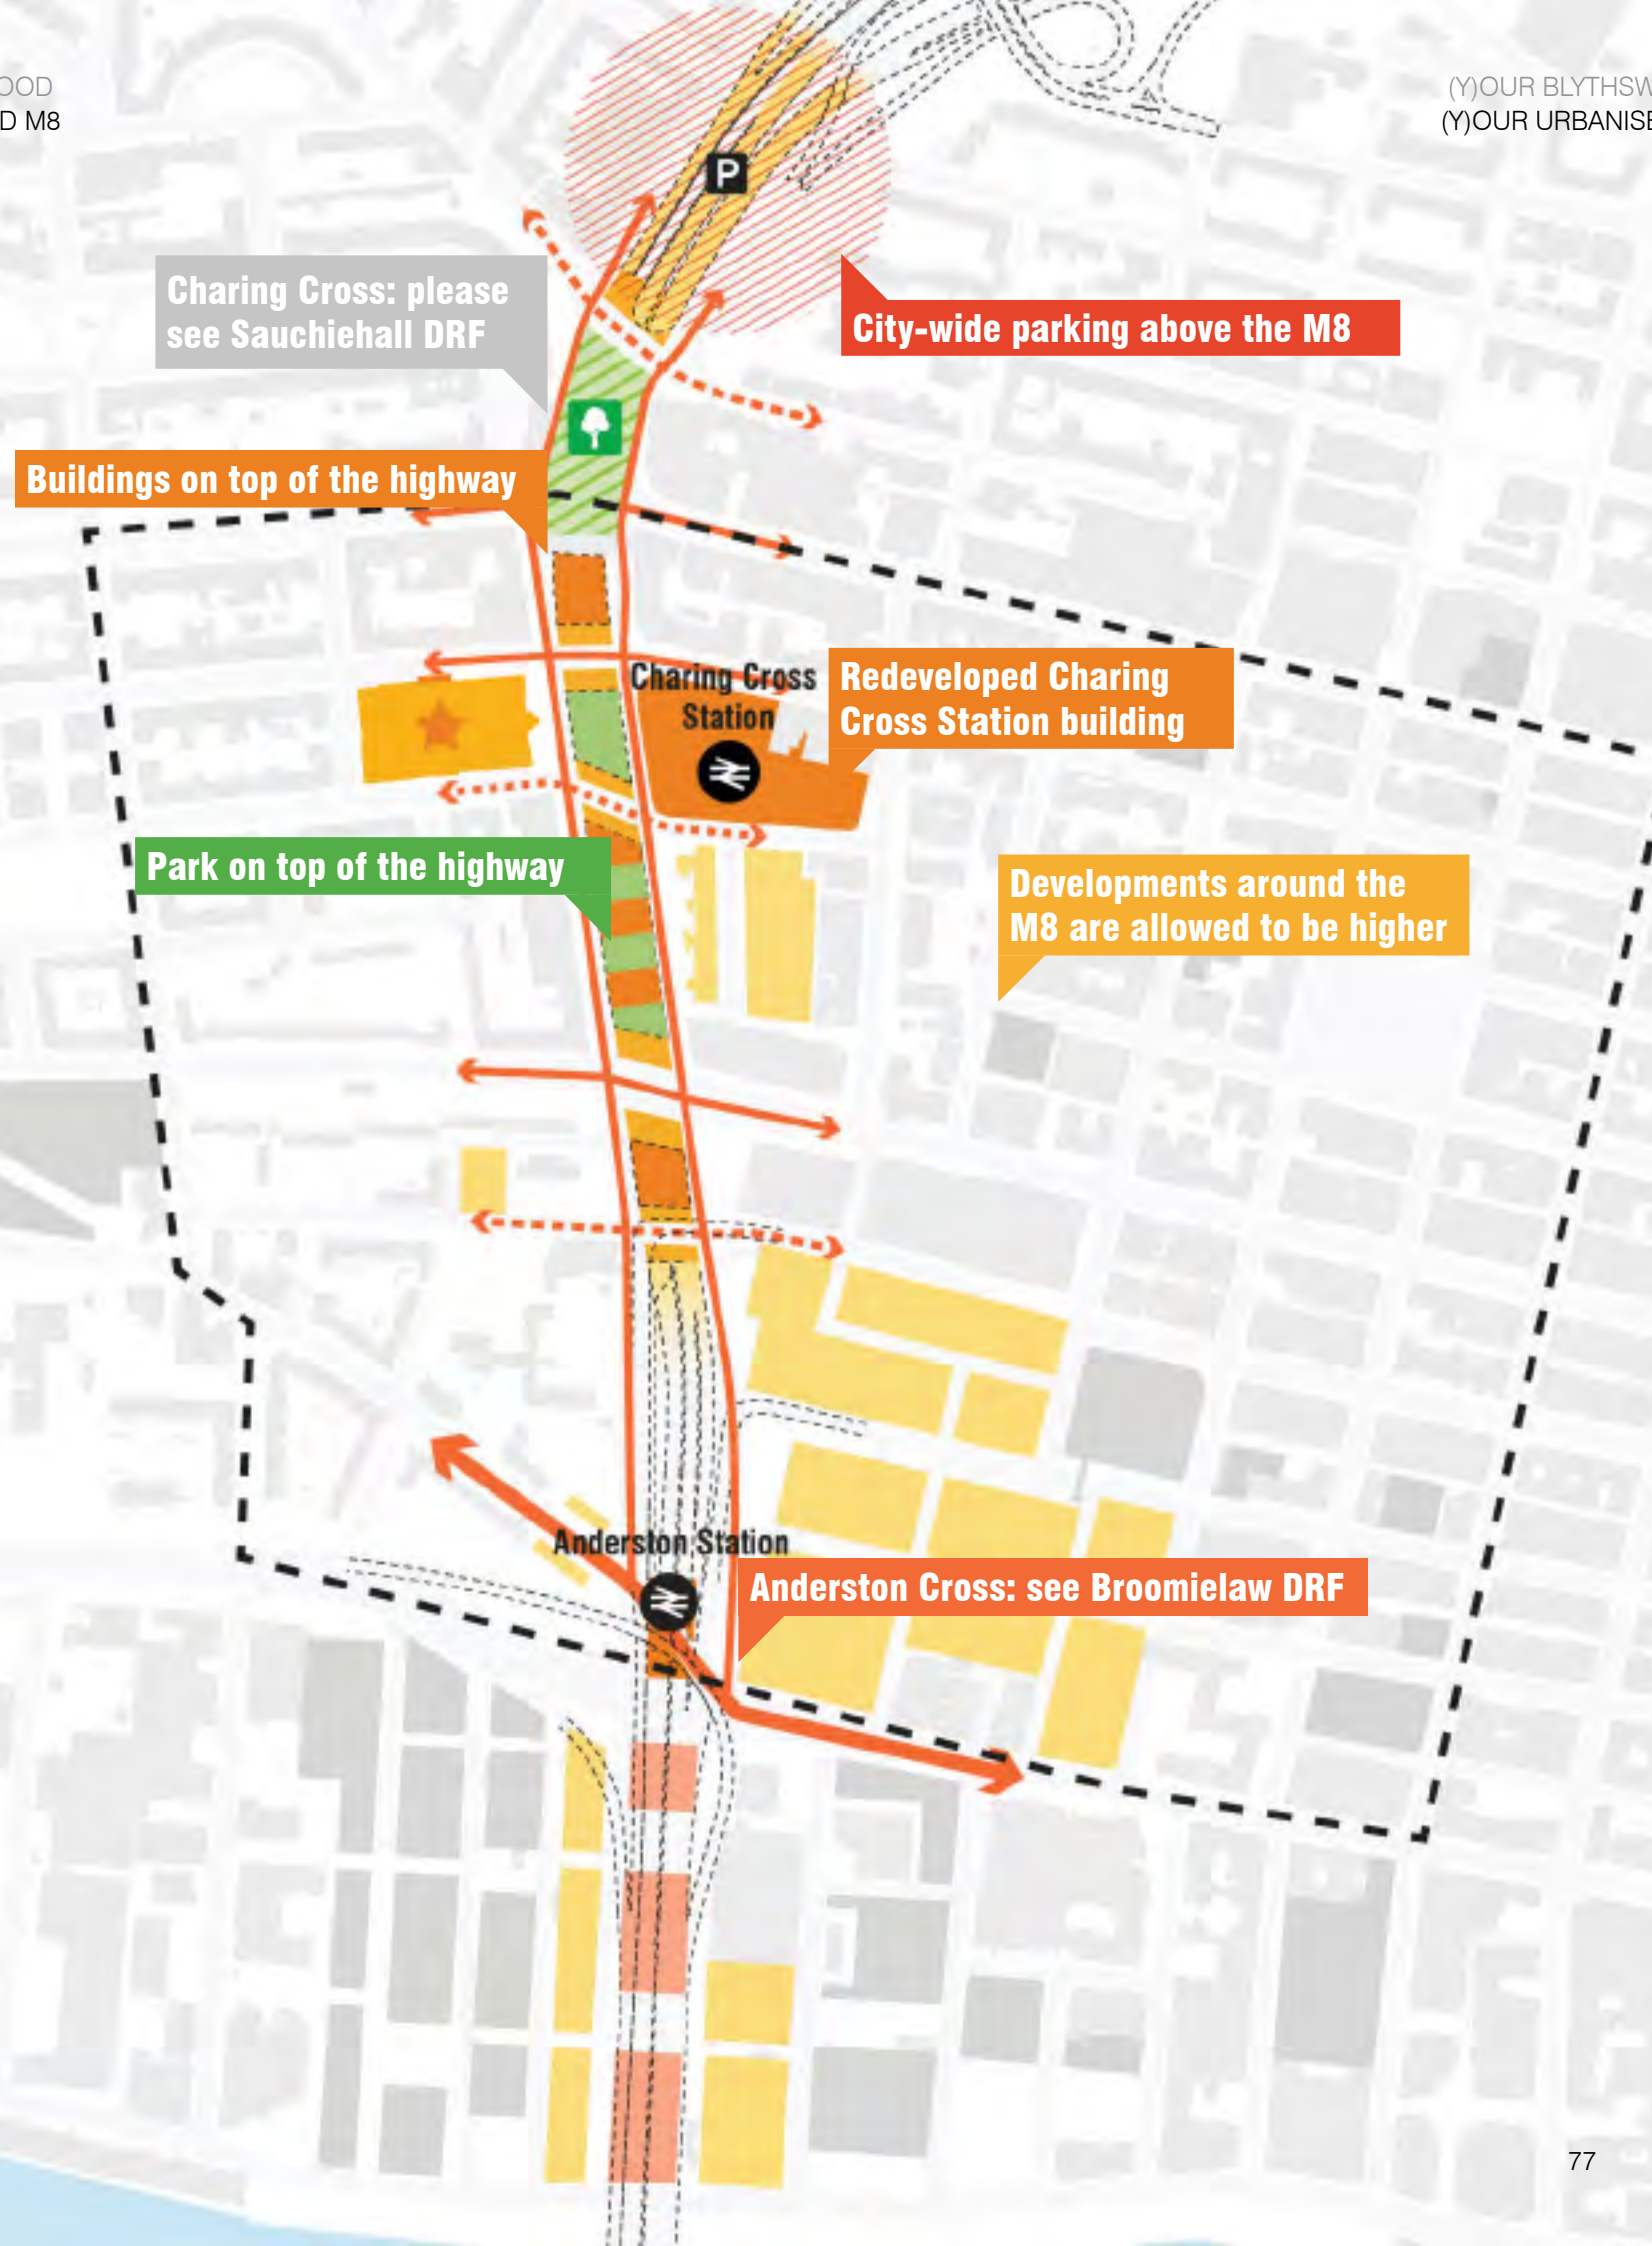 OOD
D M8
(Y)OUR BLYTHSW
(Y)OUR URBANISE
P
Charing Cross: please
see Sauchiehall DRF
City-wide parking above the M8
Buildings on top of the highway
Charing Cross
Station
Redeveloped Charing
Cross Station building
Park on top of the highway
Developments around the
M8 are allowed to be higher
Anderston Station
Anderston Cross: see Broomielaw DRF
77